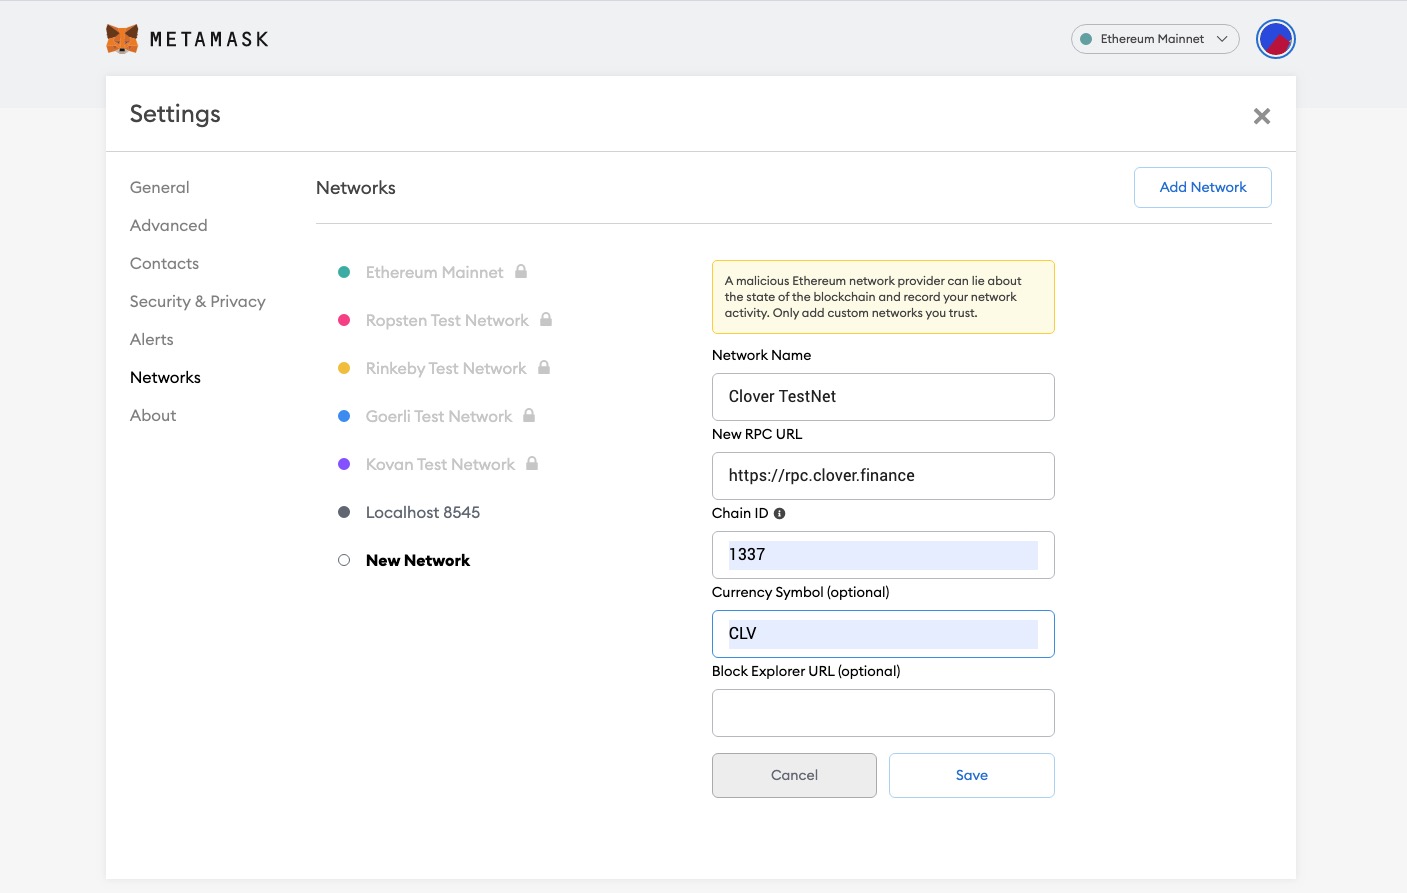 METAMASK
Ethereum Mainnet
Settings
General
Advanced
Contacts
Security & Privacy
Alerts
Networks
About
Networks
Add Network
Ethereum Mainnet
Ropsten Test Network
Rinkeby Test Network
Goerli Test Network
Kovan Test Network
Localhost 8545
New Network
A malicious Ethereum network provider can lie about
the state of the blockchain and record your network
activity. Only add custom networks you trust.
Network Name
Clover TestNet
New RPC URL
https://rpc.clover.finance
Chain ID
1337
Currency Symbol (optional)
CLV
Block Explorer URL (optional)
Cancel
Save